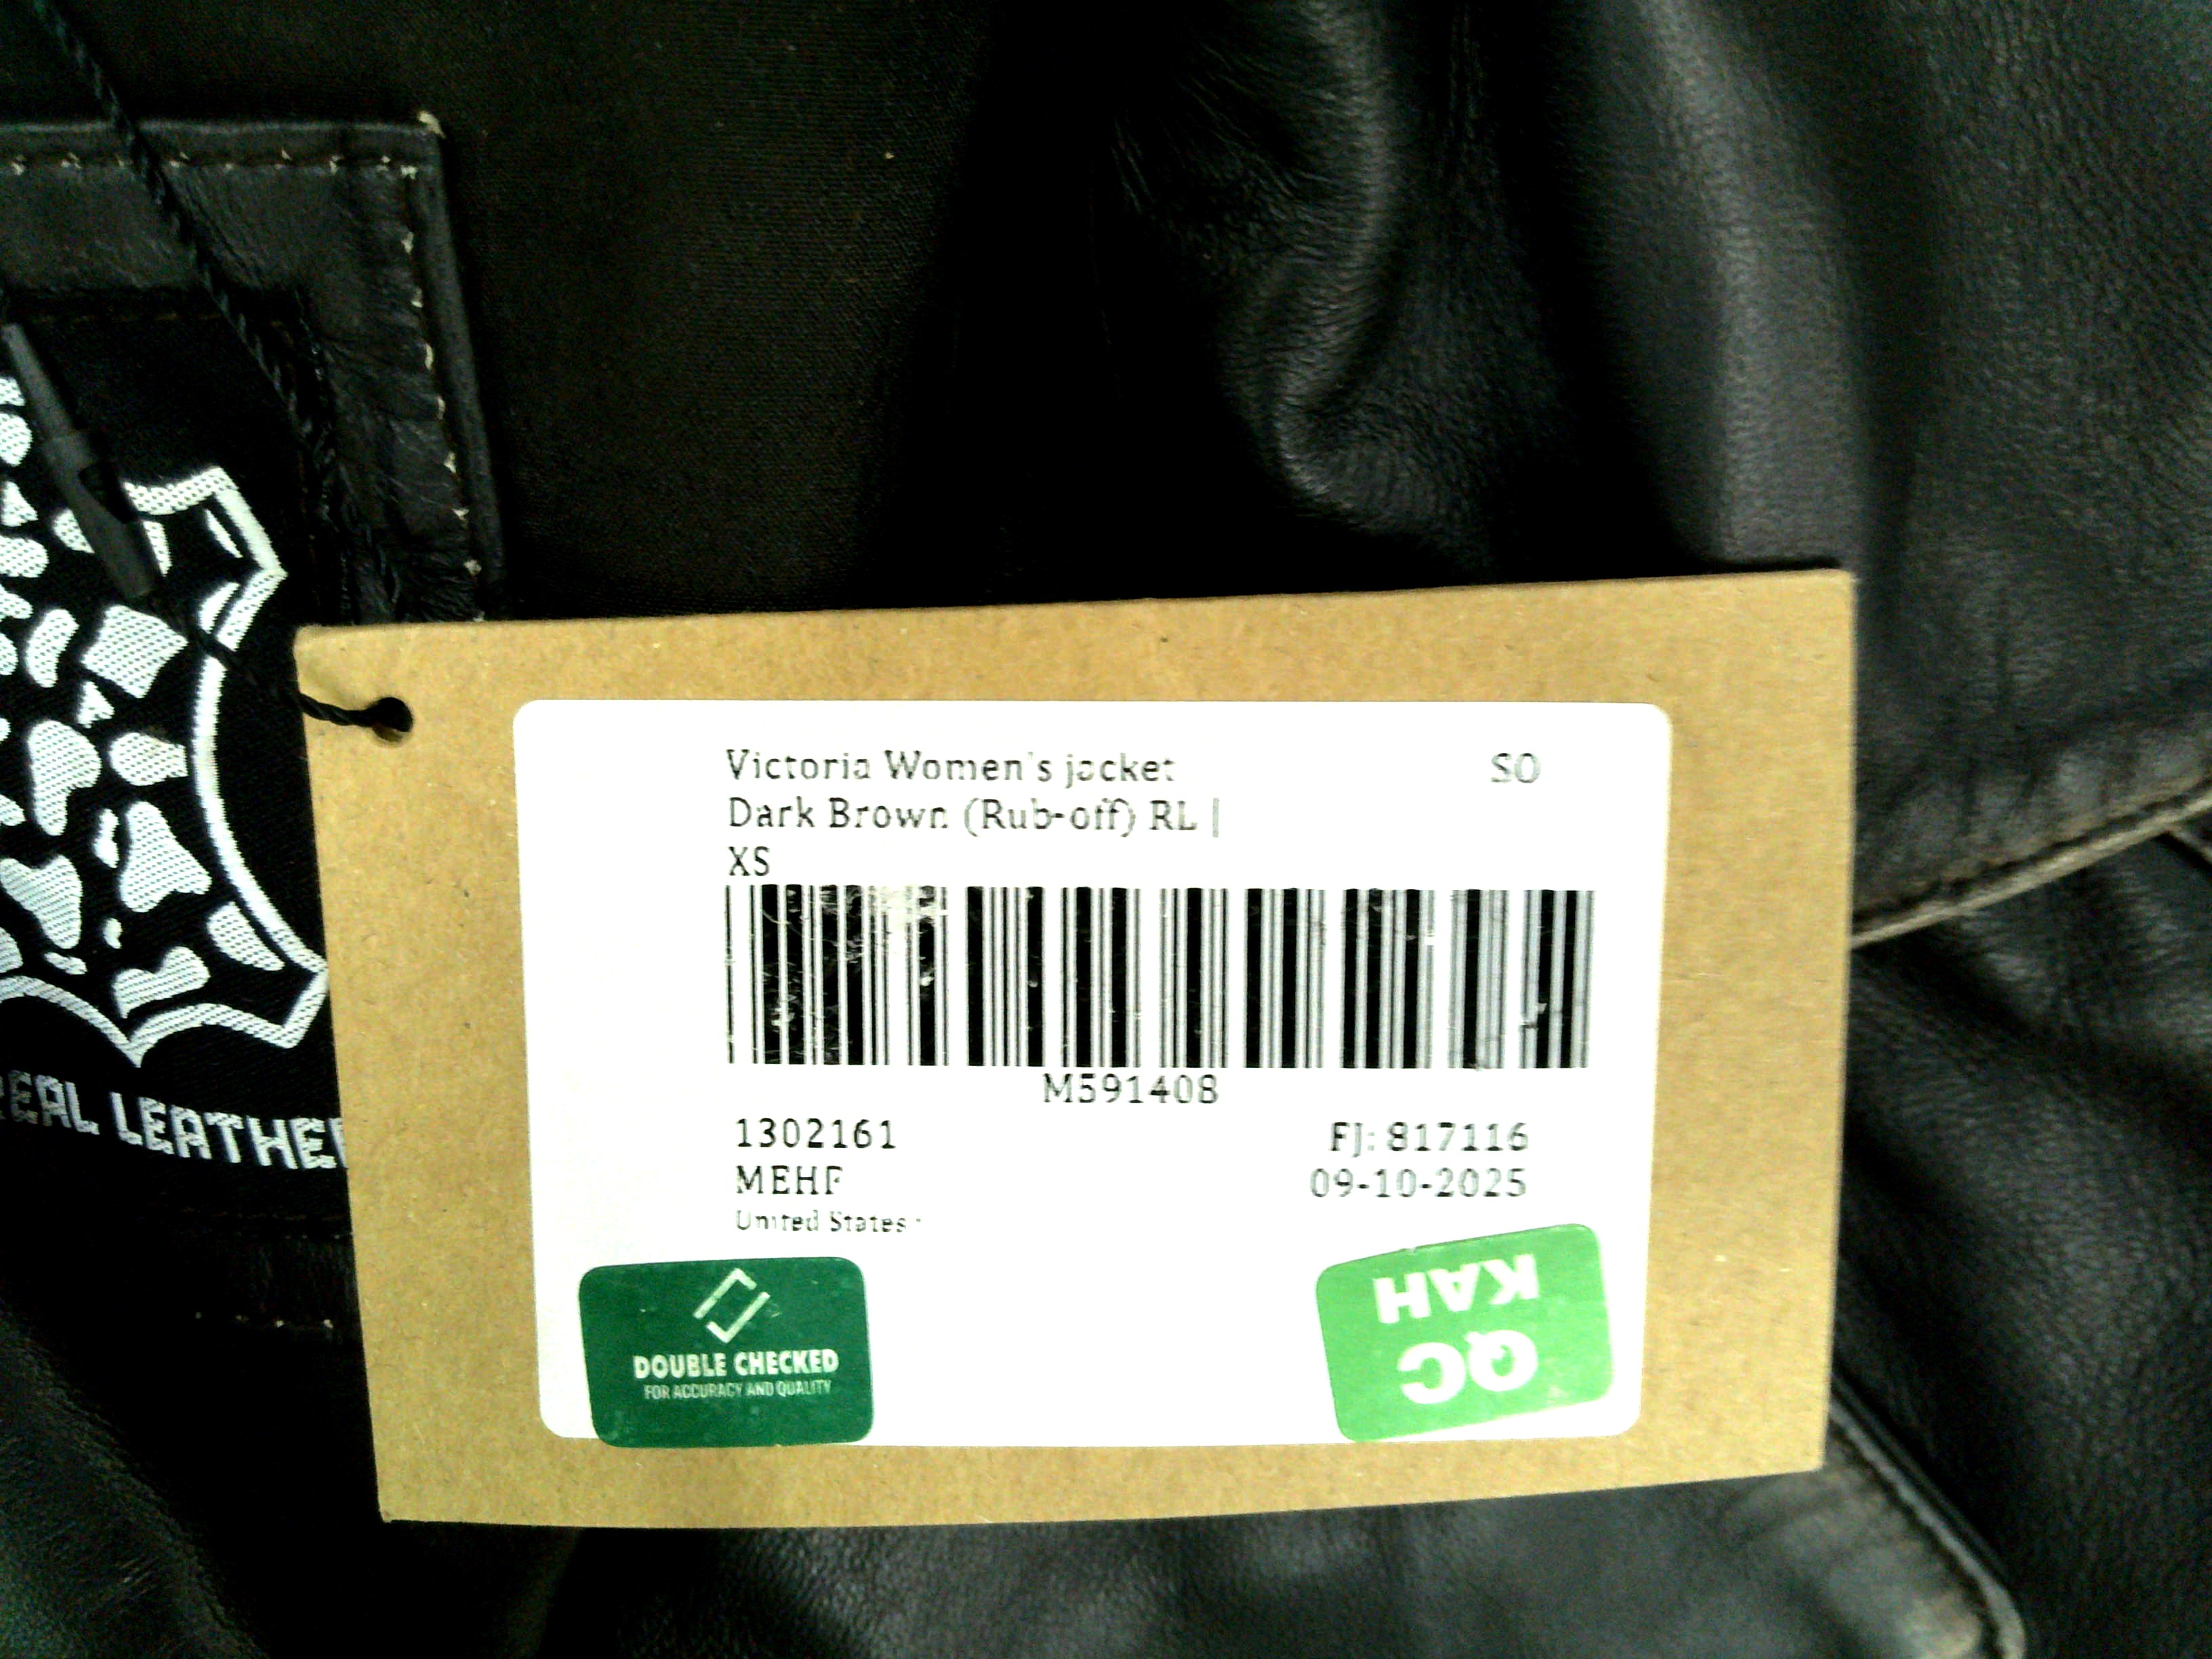 Victoria Women's jacket SO
Dark Brown (Rub-off) RL |
XS
M591408
1302161 FJ: 817116
MEHF 09-10-2025
United States
DOUBLE CHECKED
FOR ACCURACY AND QUALITY
QC
KAH
REAL LEATHER